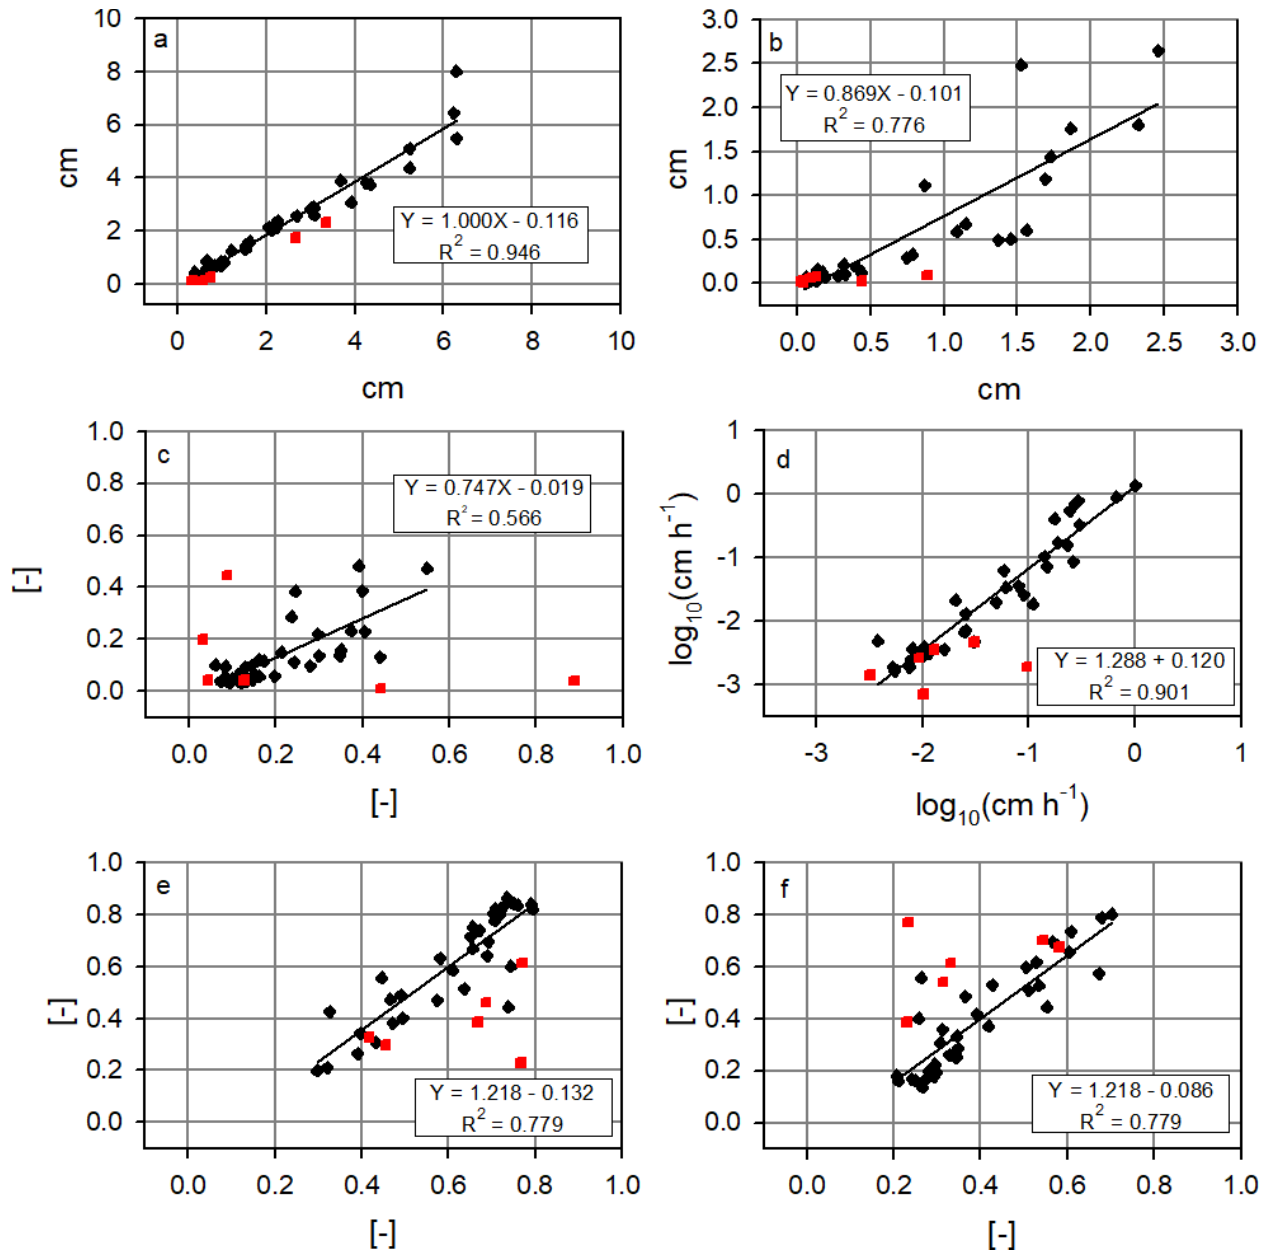 a
10
8
6
4
2
0
cm
Y = 1.000X - 0.116
R² = 0.946
0 2 4 6 8 10
cm
b
3.0
2.5
2.0
1.5
1.0
0.5
0.0
cm
Y = 0.869X - 0.101
R² = 0.776
0.0 0.5 1.0 1.5 2.0 2.5 3.0
cm
c
1.0
0.8
0.6
0.4
0.2
0.0
[-]
Y = 0.747X - 0.019
R² = 0.566
0.0 0.2 0.4 0.6 0.8 1.0
[-]
d
1
0
-1
-2
-3
log₁₀(cm h⁻¹)
Y = 1.288 + 0.120
R² = 0.901
-3 -2 -1 0 1
log₁₀(cm h⁻¹)
e
1.0
0.8
0.6
0.4
0.2
0.0
[-]
Y = 1.218 - 0.132
R² = 0.779
0.0 0.2 0.4 0.6 0.8 1.0
[-]
f
1.0
0.8
0.6
0.4
0.2
0.0
[-]
Y = 1.218 - 0.086
R² = 0.779
0.0 0.2 0.4 0.6 0.8 1.0
[-]